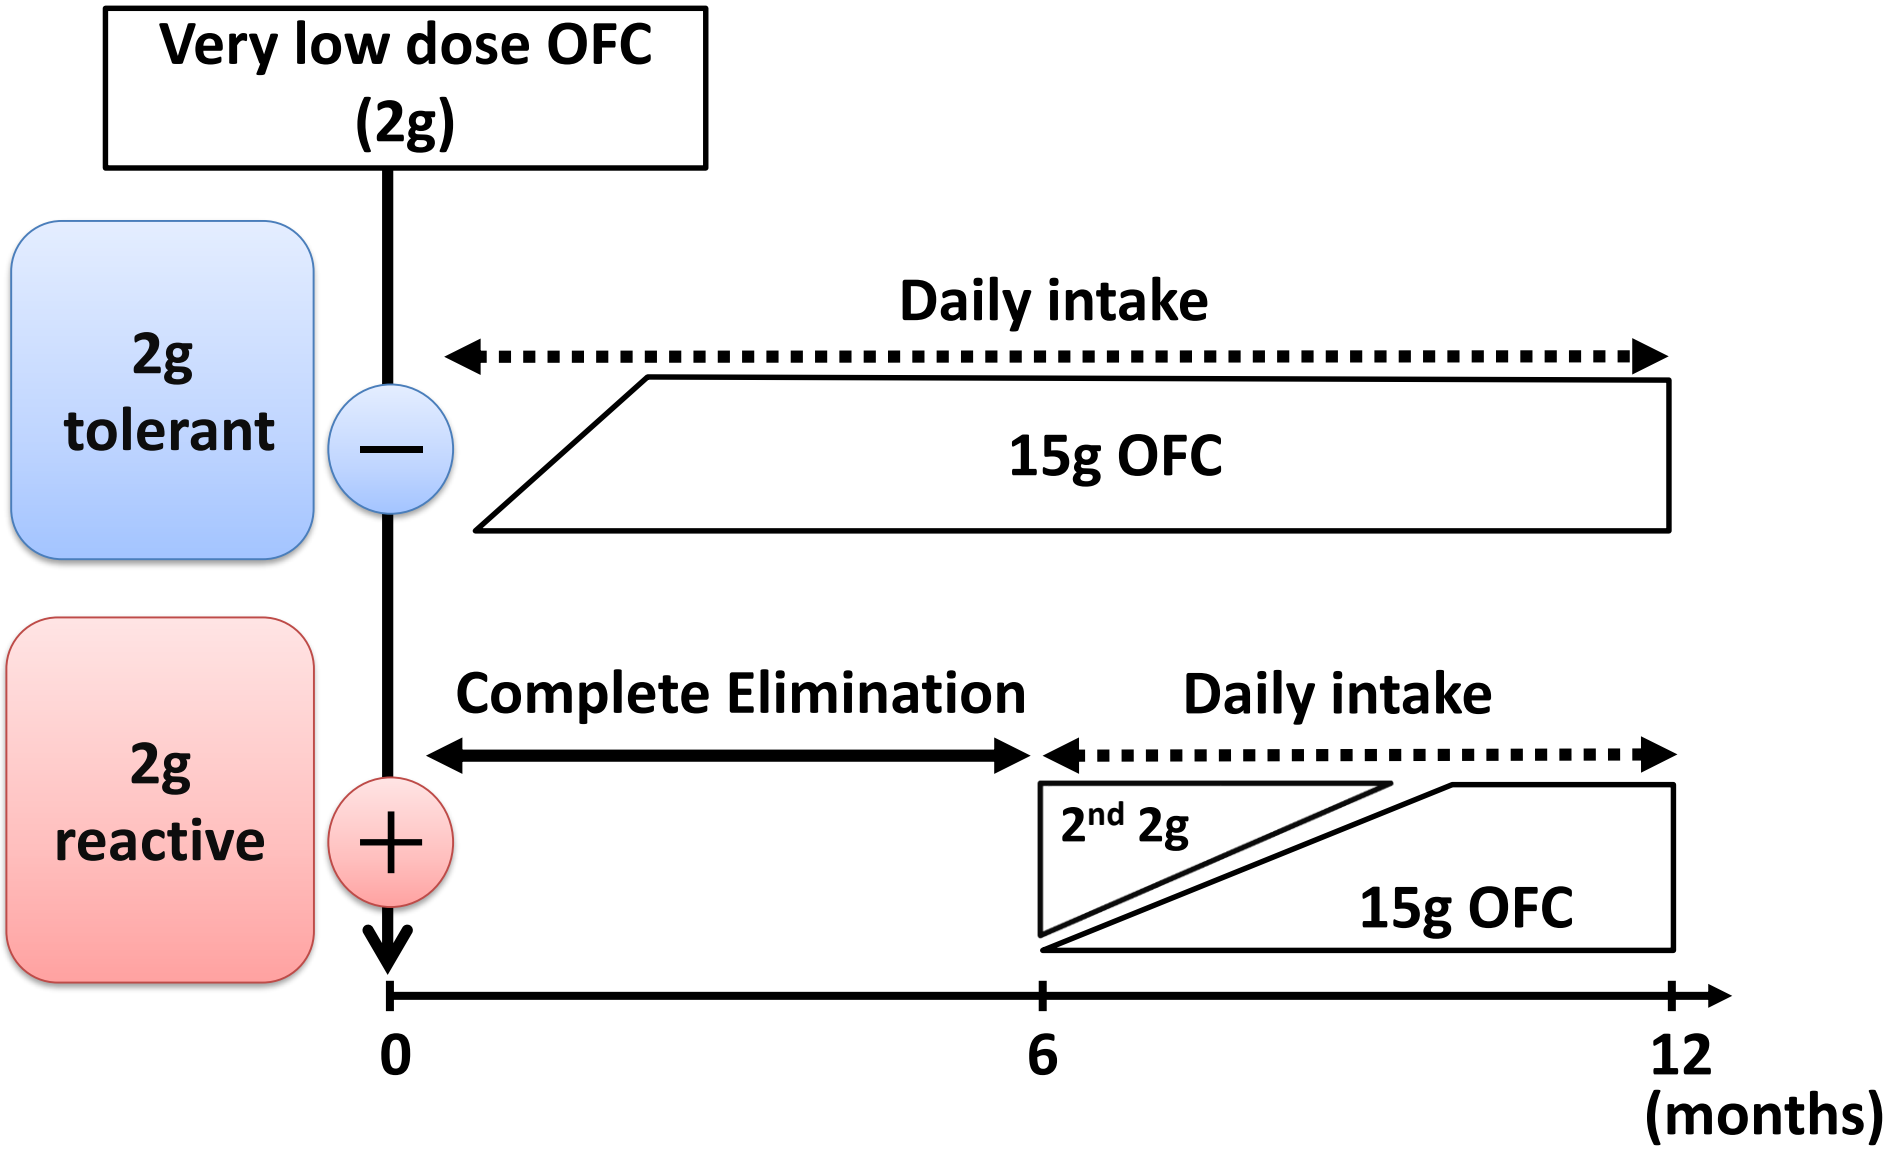 Very low dose OFC
(2g)
2g
tolerant
−
Daily intake
15g OFC
2g
reactive
+
Complete Elimination
Daily intake
2nd 2g
15g OFC
0
6
12
(months)